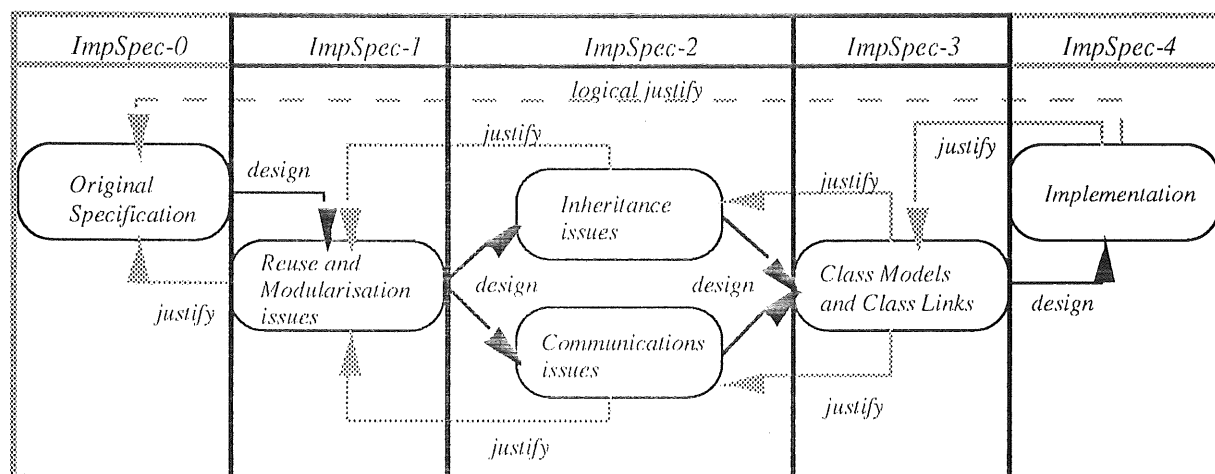 ImpSpec-0
ImpSpec-1
ImpSpec-2
ImpSpec-3
ImpSpec-4
logical justify
justify
justify
design
justify
Original
Specification
Inheritance
issues
Implementation
Reuse and
Modularisation
issues
design
design
Class Models
and Class Links
design
justify
Communications
issues
justify
justify